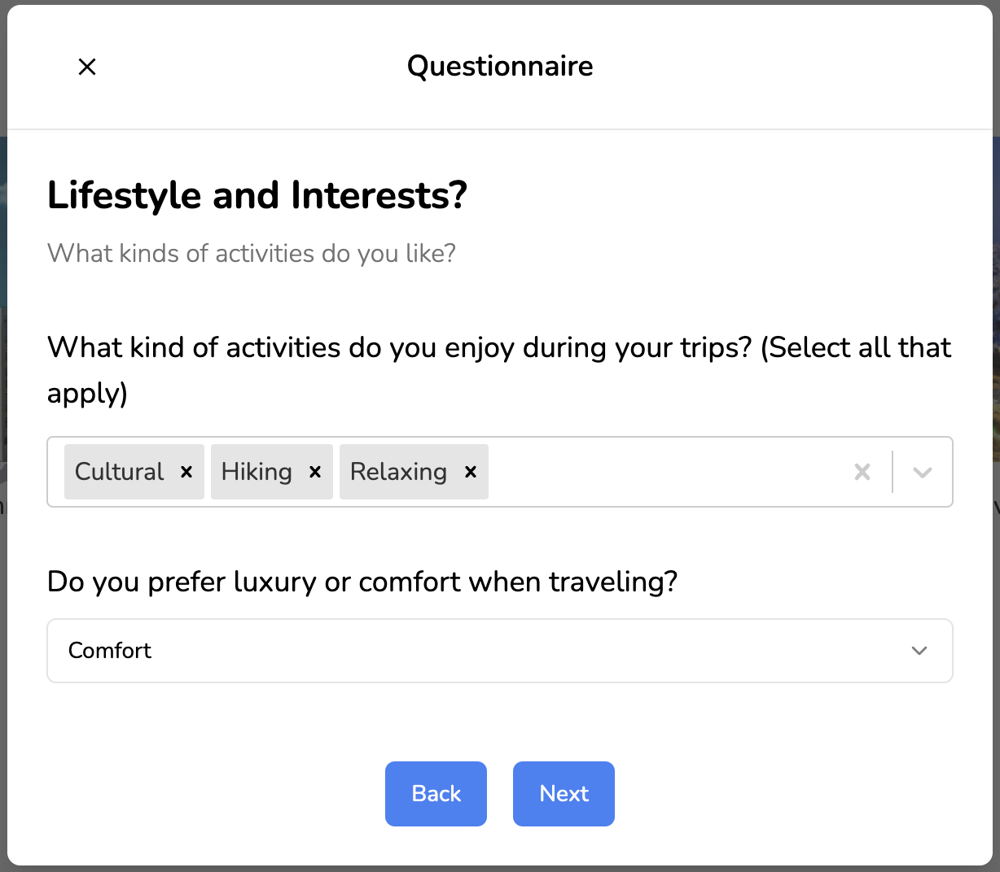 Questionnaire
Lifestyle and Interests?
What kinds of activities do you like?
What kind of activities do you enjoy during your trips? (Select all that
apply)
Cultural Hiking Relaxing
Do you prefer luxury or comfort when traveling?
Comfort
Back Next